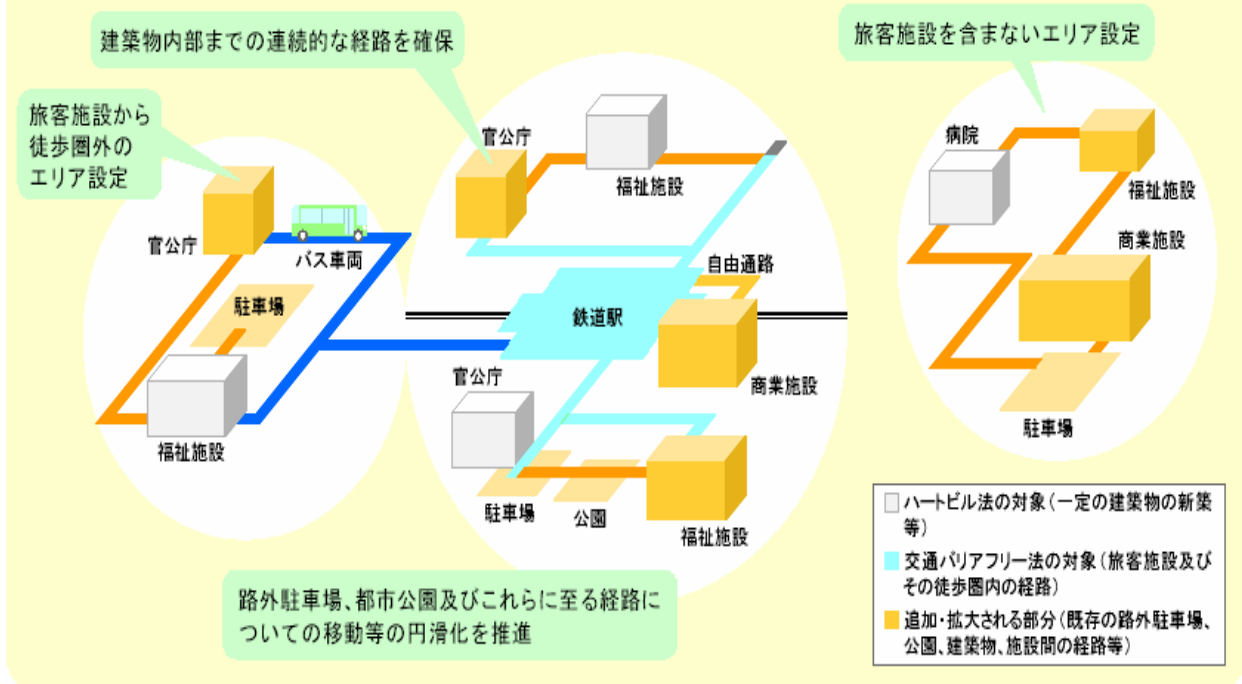 建築物内部までの連続的な経路を確保
旅客施設を含まないエリア設定
旅客施設から
徒歩圏外の
エリア設定
官公庁
バス車両
駐車場
福祉施設
官公庁
福祉施設
自由通路
鉄道駅
商業施設
官公庁
駐車場
公園
福祉施設
病院
福祉施設
商業施設
駐車場
路外駐車場、都市公園及びこれらに至る経路に
ついての移動等の円滑化を推進
ハートビル法の対象(一定の建築物の新築
等)
交通バリアフリー法の対象(旅客施設及び
その徒歩圏内の経路)
追加・拡大される部分(既存の路外駐車場、
公園、建築物、施設間の経路等)